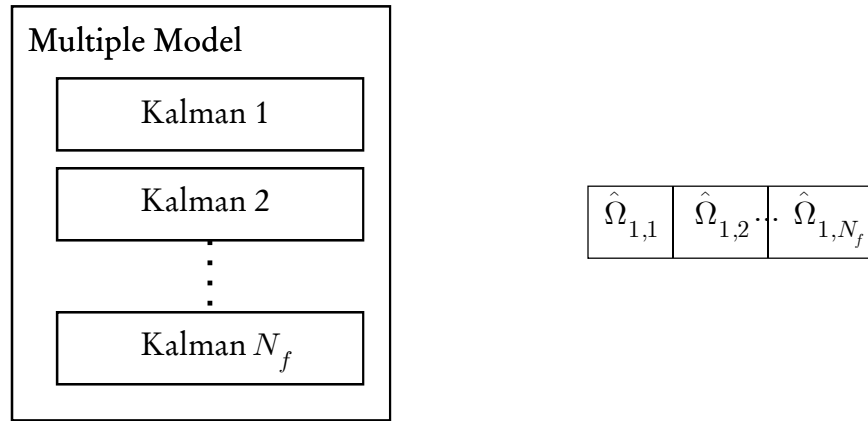 Multiple Model
Kalman 1
Kalman 2
Kalman N_f
Ω̂_{1,1} Ω̂_{1,2} ... Ω̂_{1,N_f}